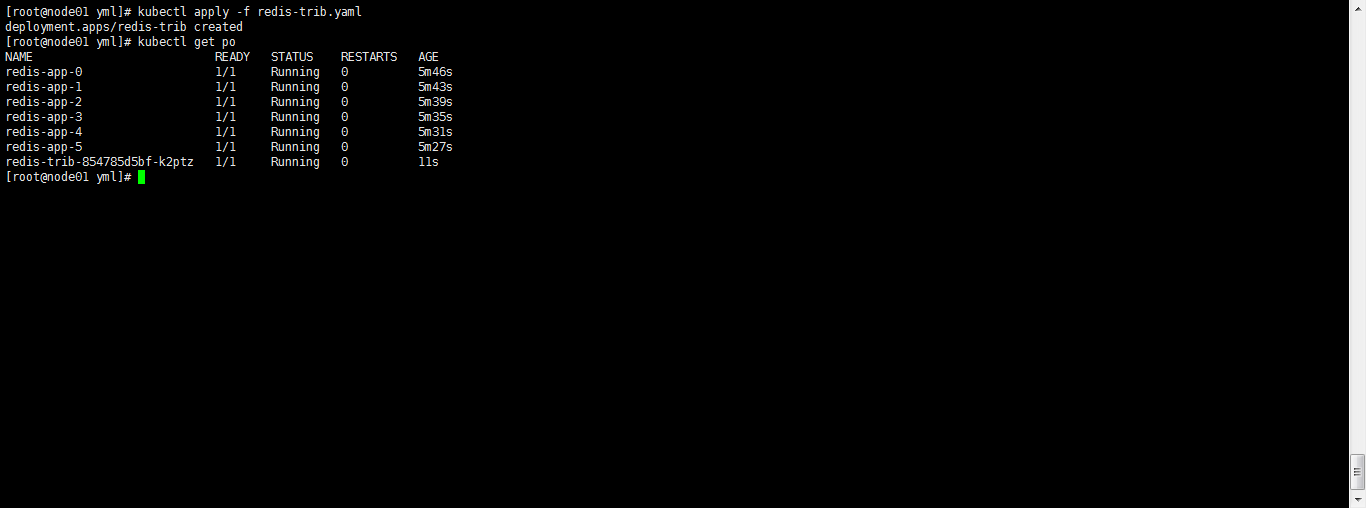 [root@node01 yml]# kubectl apply -f redis-trib.yaml
deployment.apps/redis-trib created
[root@node01 yml]# kubectl get po
NAME                          READY   STATUS    RESTARTS   AGE
redis-app-0                   1/1     Running   0          5m46s
redis-app-1                   1/1     Running   0          5m43s
redis-app-2                   1/1     Running   0          5m39s
redis-app-3                   1/1     Running   0          5m35s
redis-app-4                   1/1     Running   0          5m31s
redis-app-5                   1/1     Running   0          5m27s
redis-trib-854785d5bf-k2ptz   1/1     Running   0          11s
[root@node01 yml]#